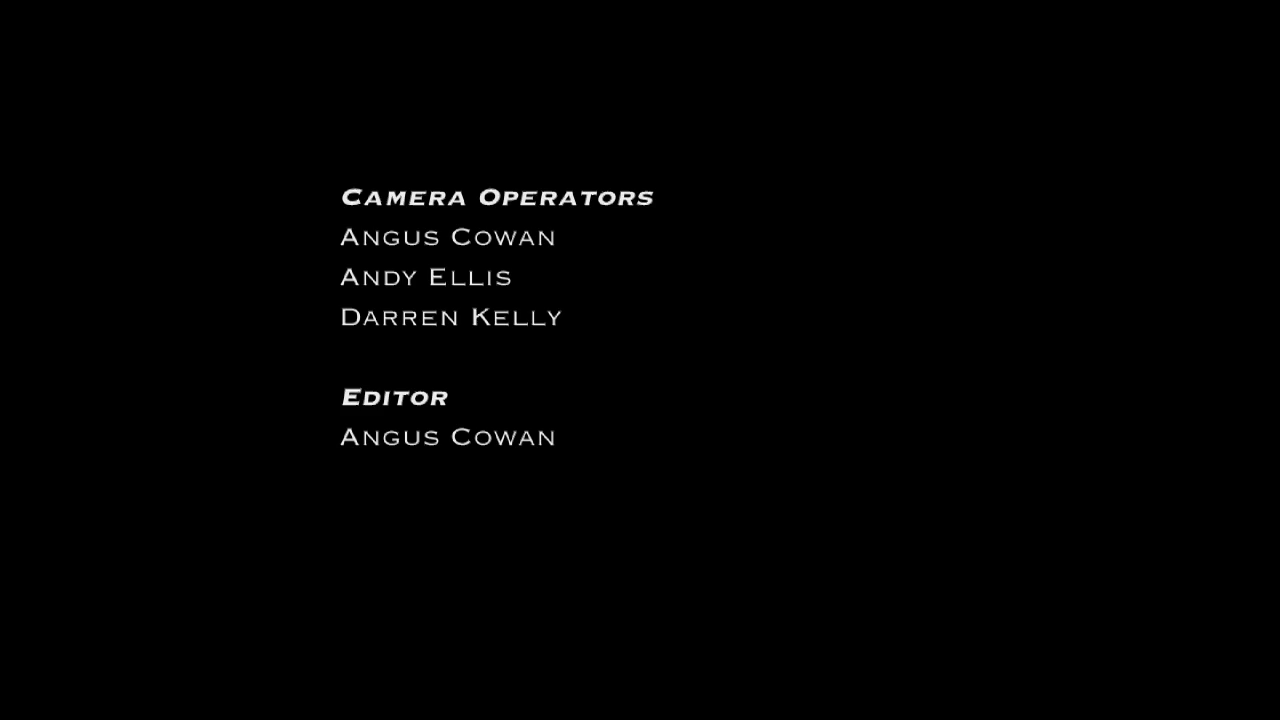 Camera Operators
Angus Cowan
Andy Ellis
Darren Kelly
Editor
Angus Cowan